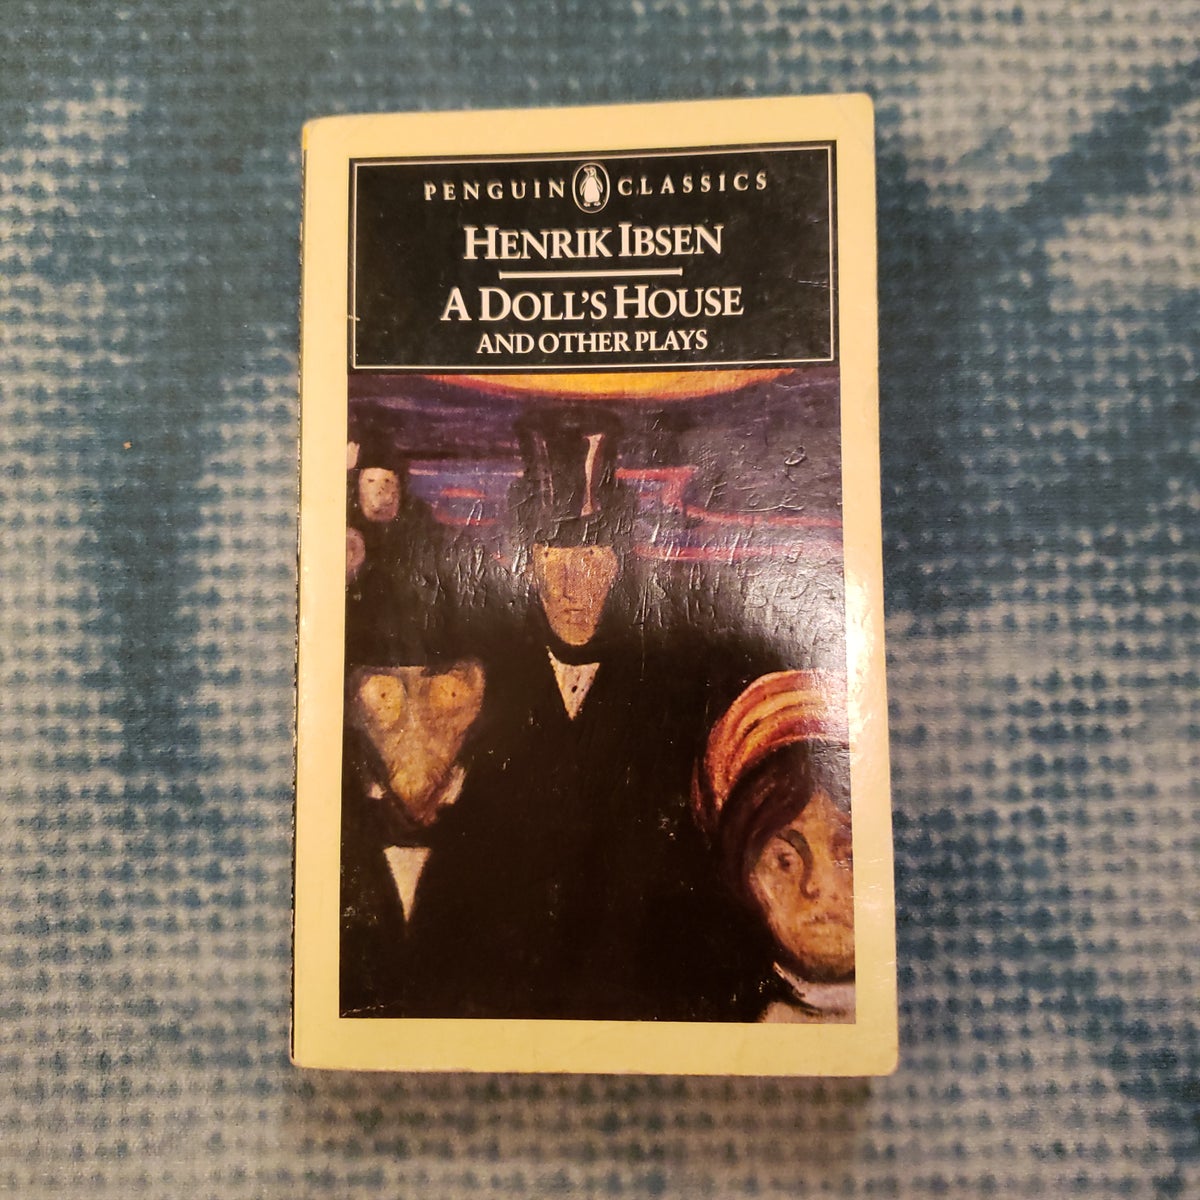 PENGUIN CLASSICS
HENRIK IBSEN
A DOLL'S HOUSE
AND OTHER PLAYS